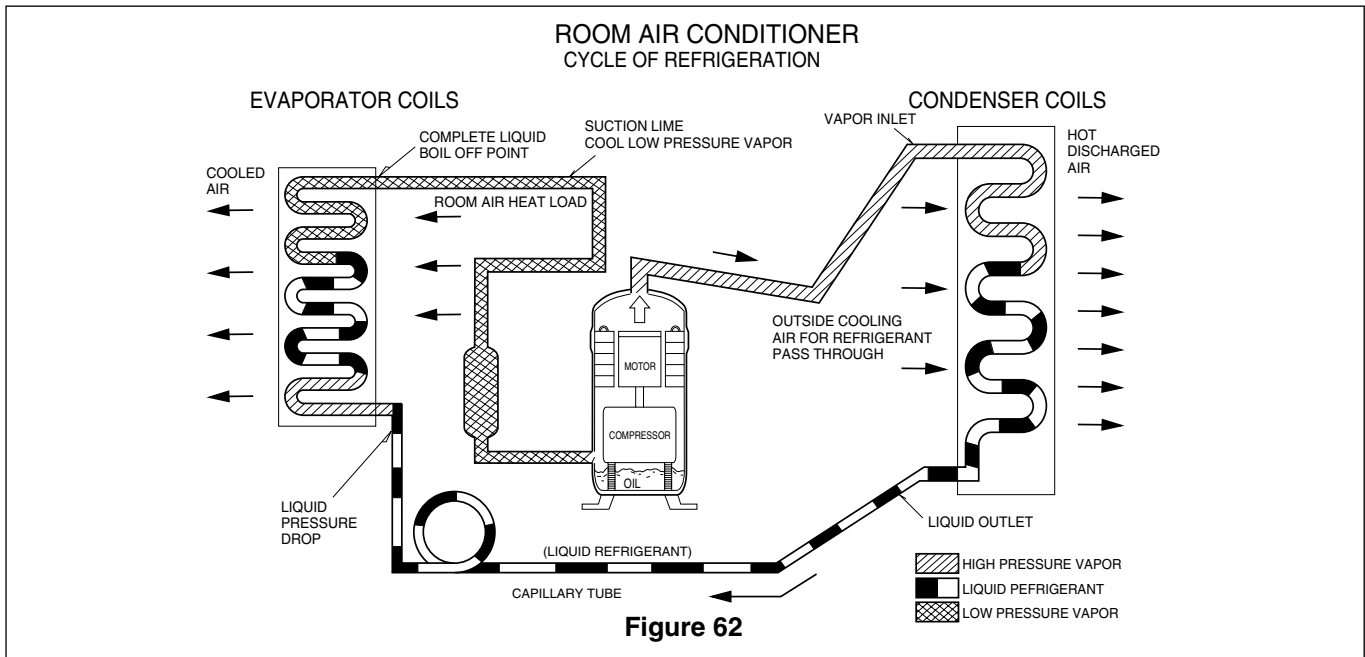 ROOM AIR CONDITIONER
CYCLE OF REFRIGERATION
EVAPORATOR COILS
CONDENSER COILS
COMPLETE LIQUID
BOIL OFF POINT
SUCTION LIME
COOL LOW PRESSURE VAPOR
VAPOR INLET
HOT
DISCHARGED
AIR
COOLED
AIR
ROOM AIR HEAT LOAD
OUTSIDE COOLING
AIR FOR REFRIGERANT
PASS THROUGH
MOTOR
COMPRESSOR
OIL
LIQUID
PRESSURE
DROP
LIQUID OUTLET
(LIQUID REFRIGERANT)
CAPILLARY TUBE
HIGH PRESSURE VAPOR
LIQUID PEFRIGERANT
LOW PRESSURE VAPOR
Figure 62